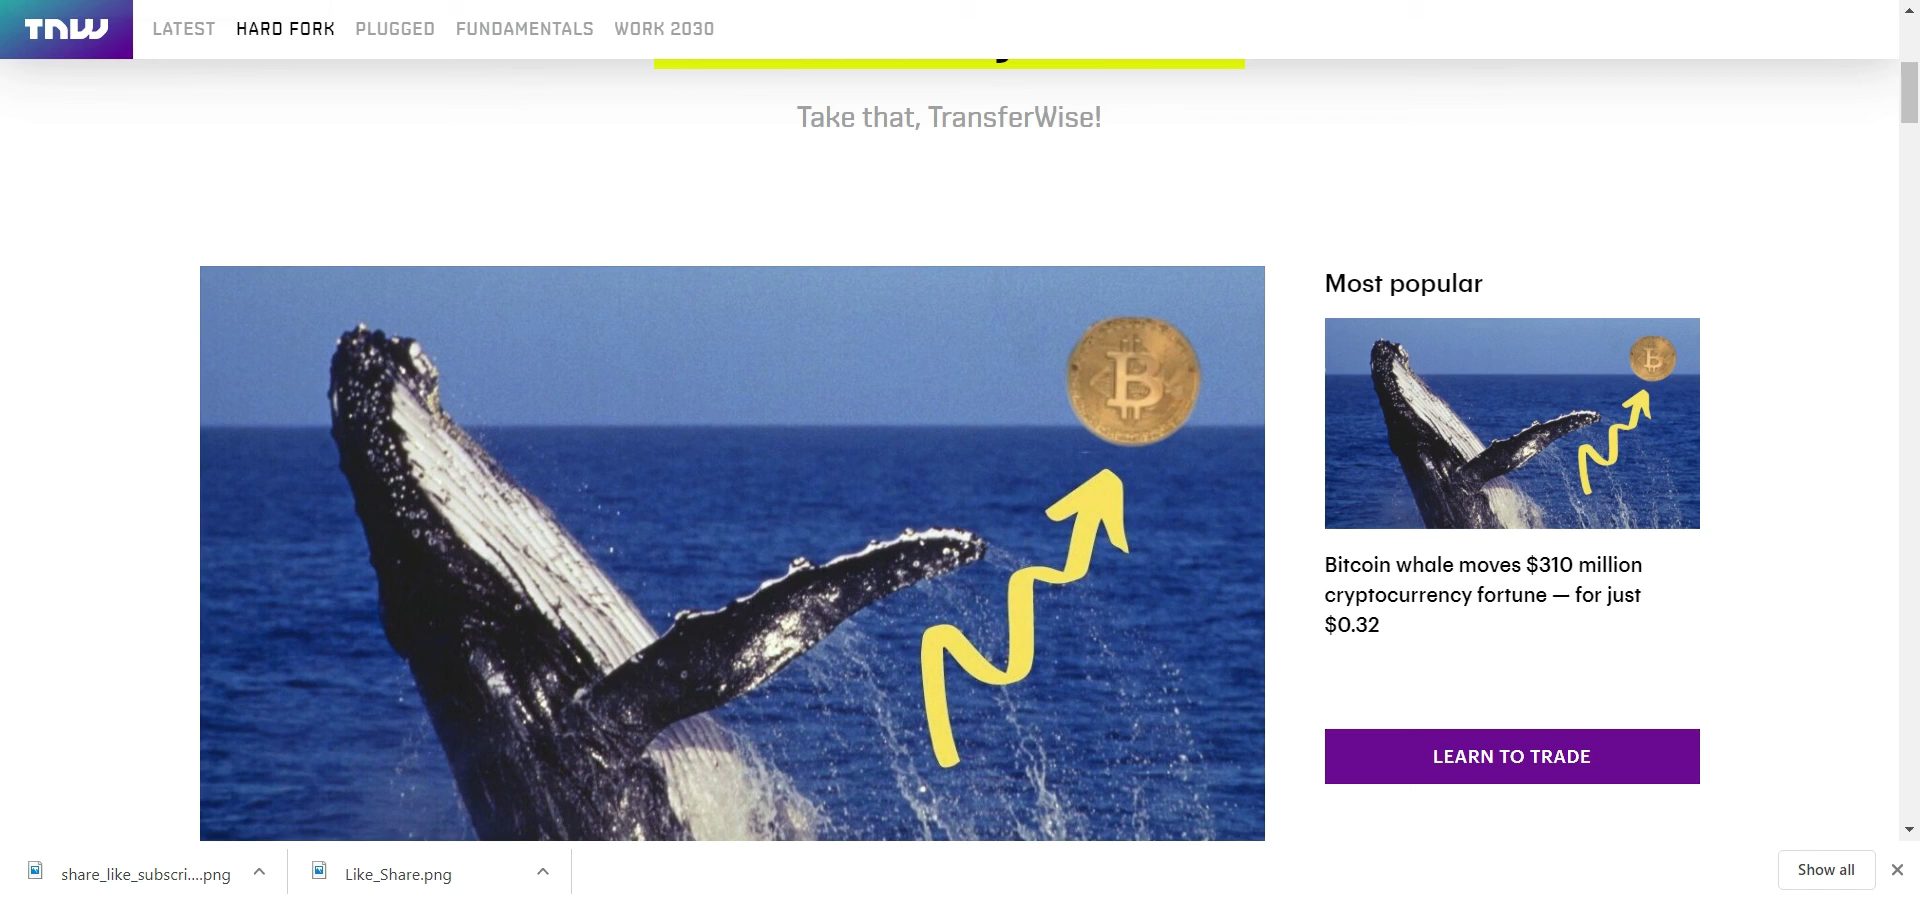 TNW
LATEST
HARD FORK
PLUGGED
FUNDAMENTALS
WORK 2030
Take that, TransferWise!
Most popular
Bitcoin whale moves $310 million
cryptocurrency fortune — for just
$0.32
LEARN TO TRADE
share_like_subscri....png
Like_Share.png
Show all